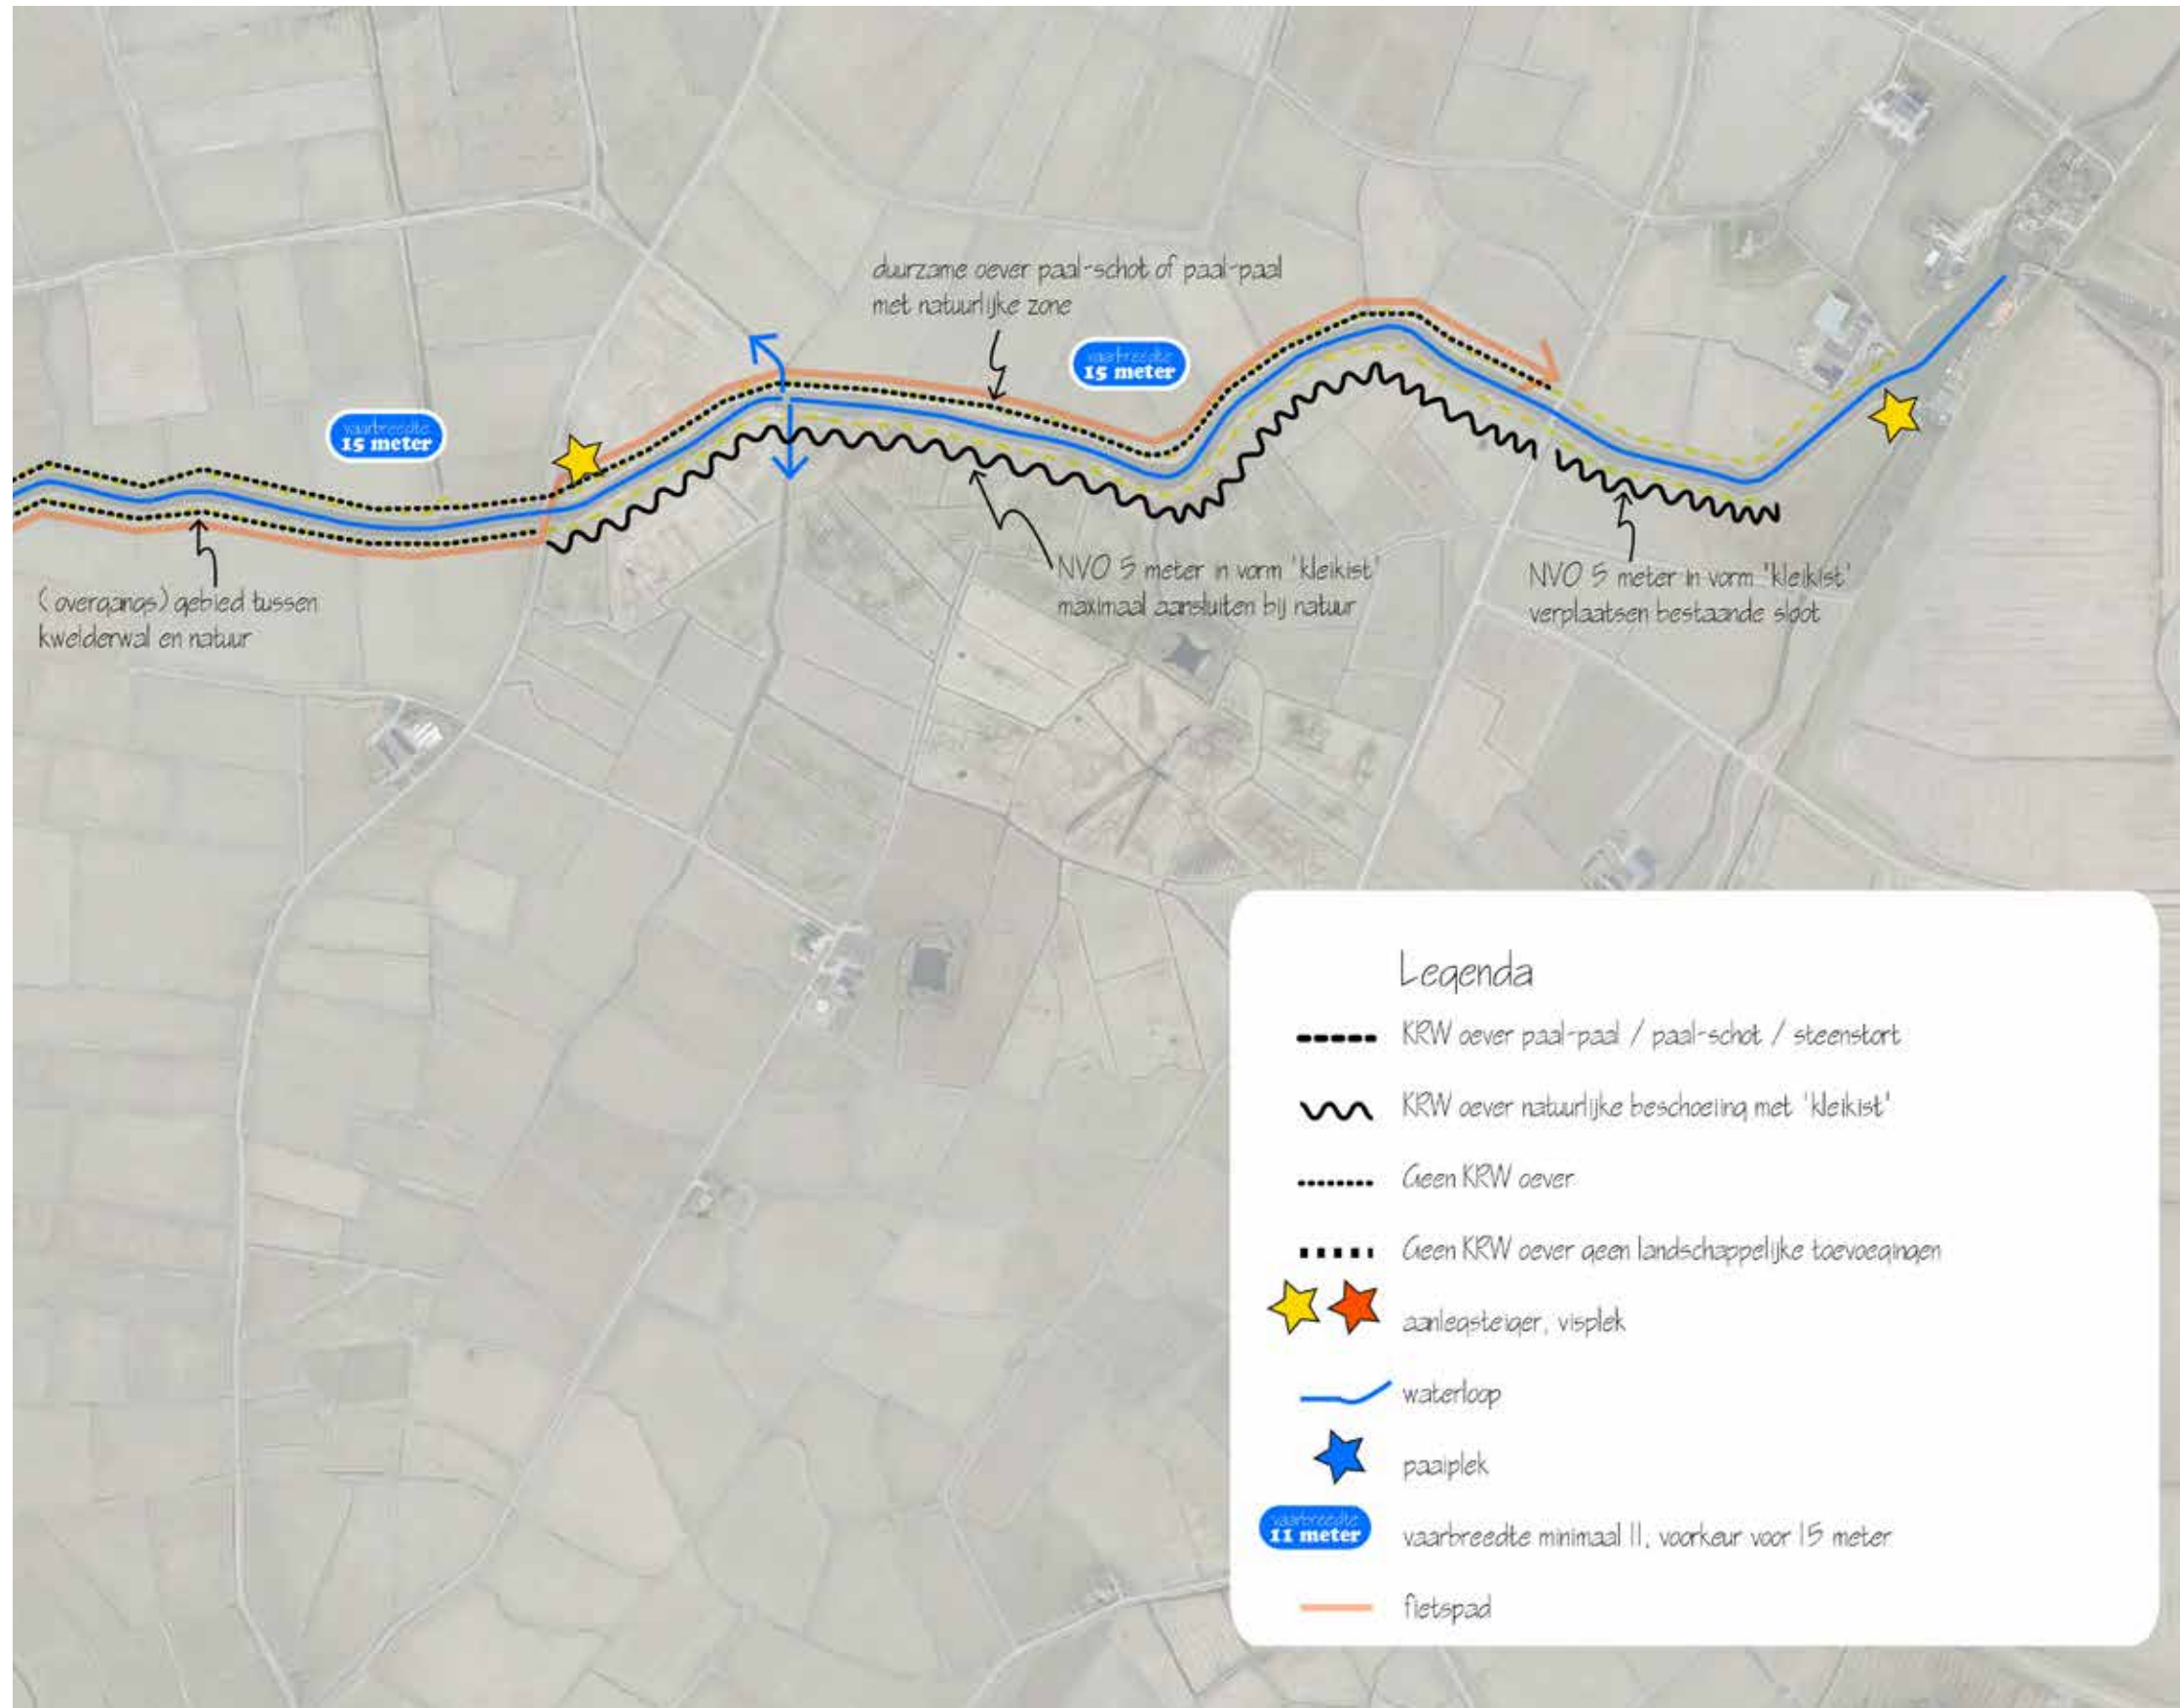 duurzame oever paal-schot of paal-paal
met natuurlijke zone
vaarbreedte
15 meter
vaarbreedte
15 meter
(overgangs) gebied tussen
kwelderwal en natuur
NVO 5 meter in vorm 'kleikist'
maximaal aansluiten bij natuur
NVO 5 meter in vorm 'kleikist'
verplaatsen bestaande sloot
Legenda
KRW oever paal-paal / paal-schot / steenstort
KRW oever natuurlijke beschoeiing met 'kleikist'
Geen KRW oever
Geen KRW oever geen landschappelijke toevoegingen
aanlegsteiger, visplek
waterloop
paaiplek
vaarbreedte
11 meter
vaarbreedte minimaal 11, voorkeur voor 15 meter
fietspad